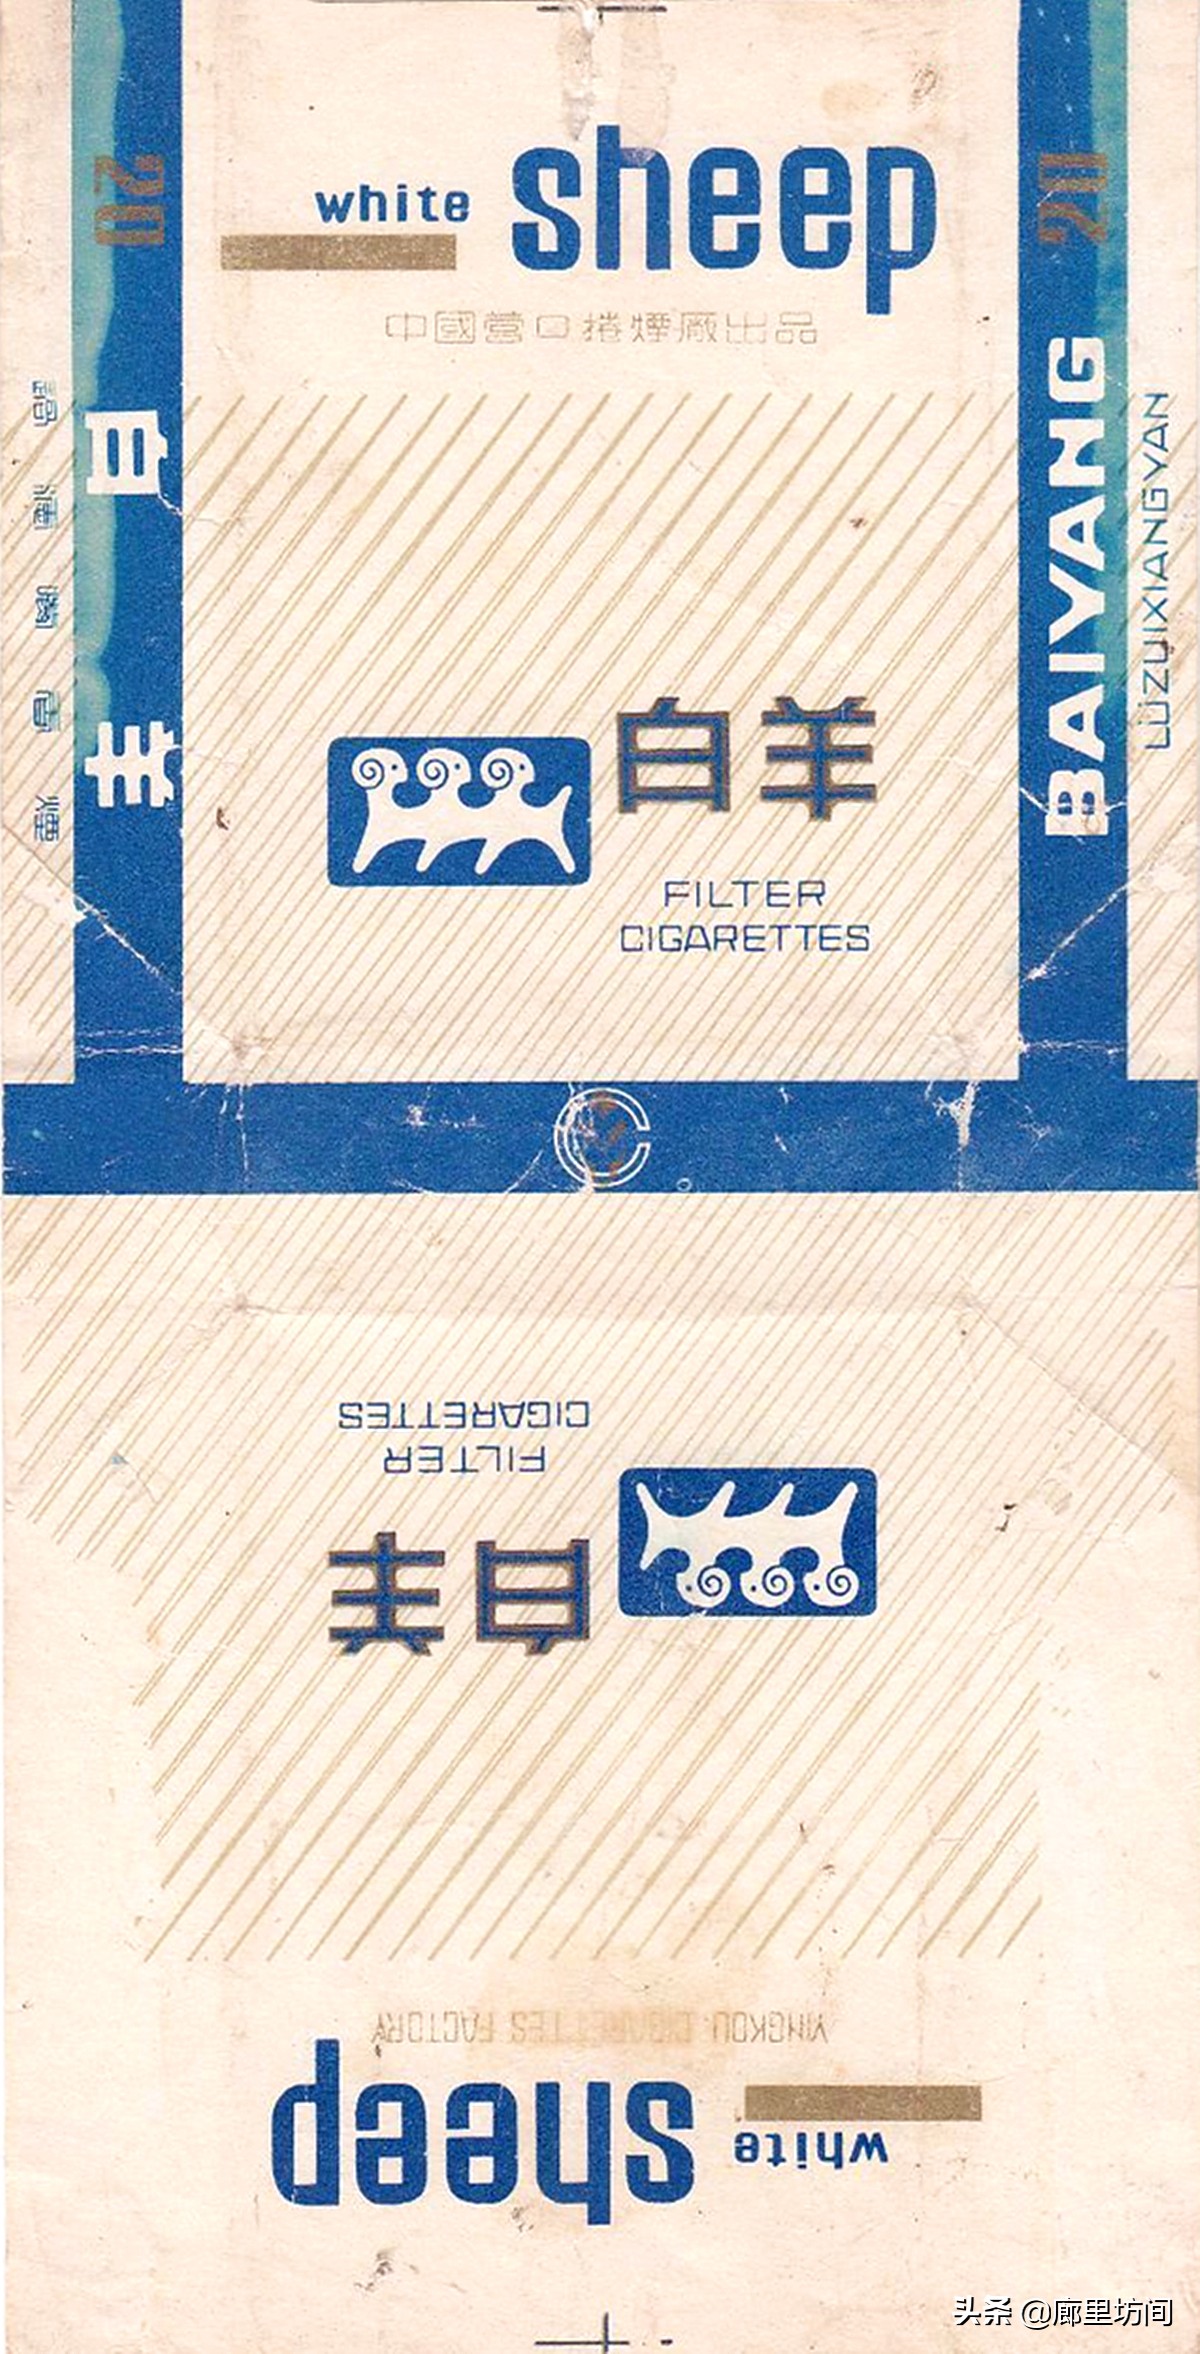 white sheep
中國營口捲煙廠出品
白羊
FILTER
CIGARETTES
20
白羊
過濾嘴香煙
20
BAIYANG
LÜZUIXIANGYAN
FILTER
CIGARETTES
白羊
YINGKOU CIGARETTES FACTORY
white sheep
头条 @廊里坊间